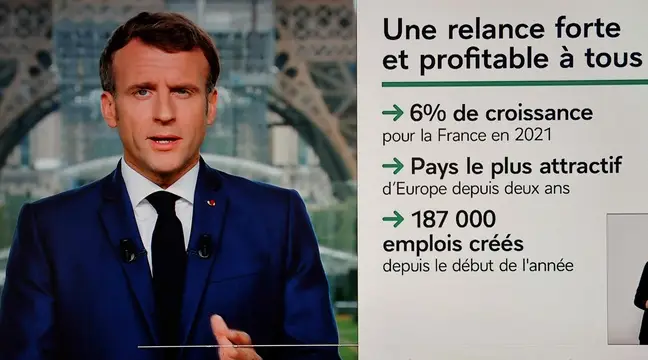 Une relance forte
et profitable à tous
→ 6% de croissance
pour la France en 2021
→ Pays le plus attractif
d'Europe depuis deux ans
→ 187 000
emplois créés
depuis le début de l'année